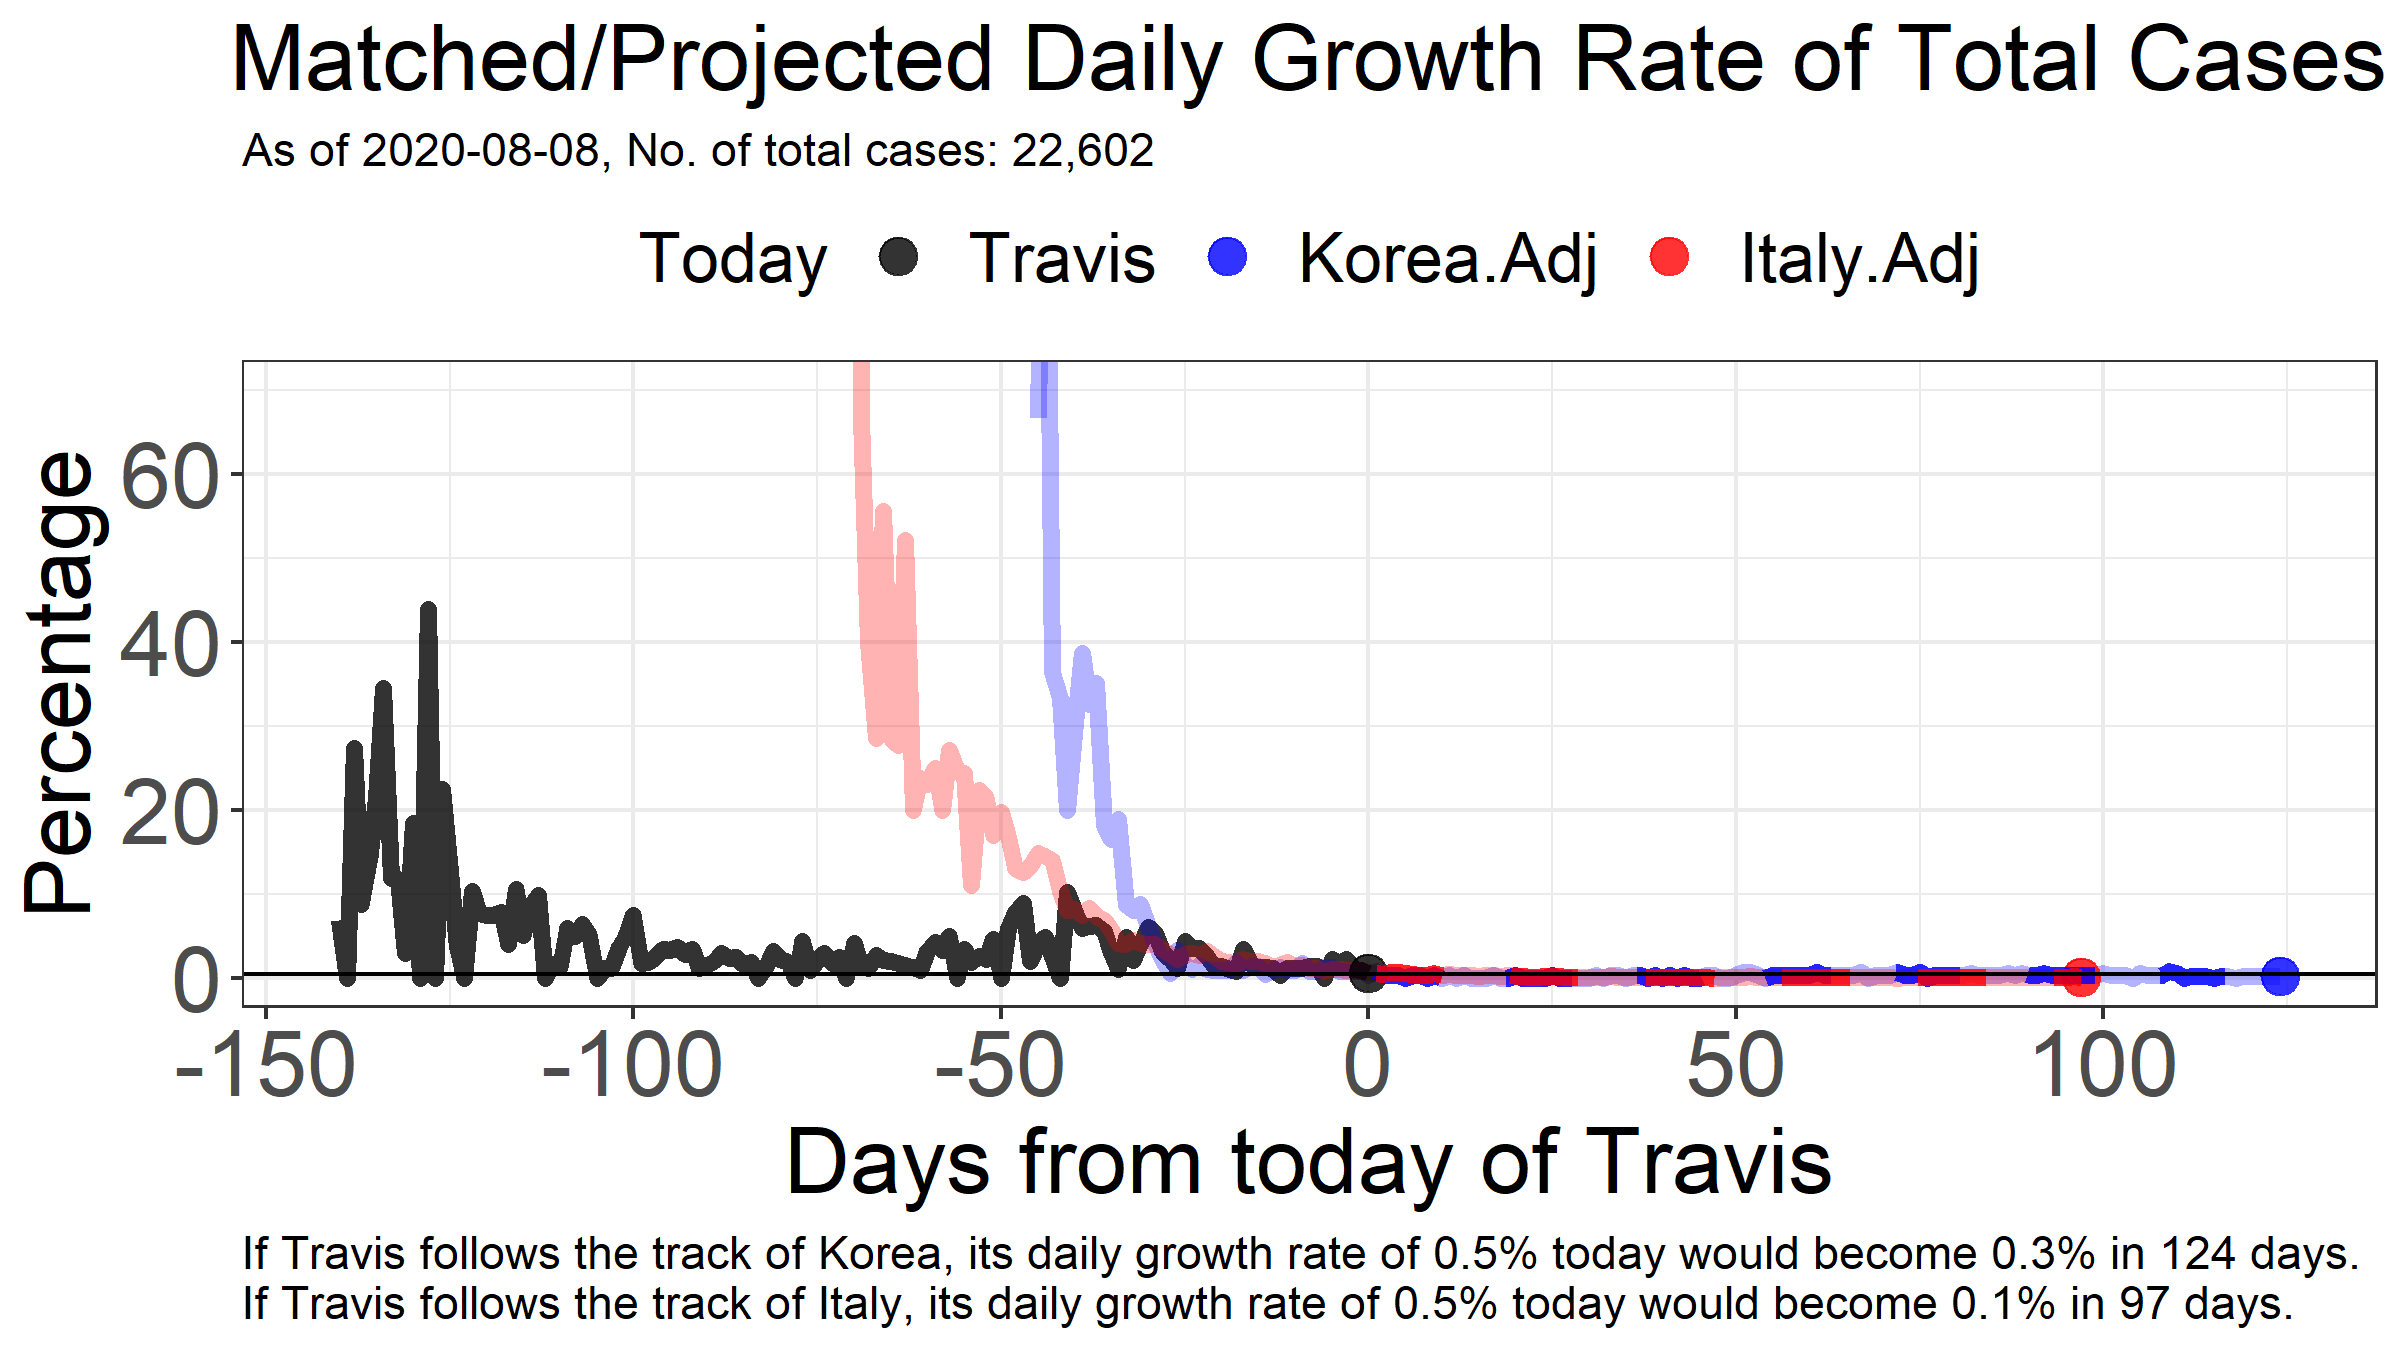 Matched/Projected Daily Growth Rate of Total Cases
As of 2020-08-08, No. of total cases: 22,602
Today Travis Korea.Adj Italy.Adj
Percentage
60
40
20
0
-150 -100 -50 0 50 100
Days from today of Travis
If Travis follows the track of Korea, its daily growth rate of 0.5% today would become 0.3% in 124 days.
If Travis follows the track of Italy, its daily growth rate of 0.5% today would become 0.1% in 97 days.